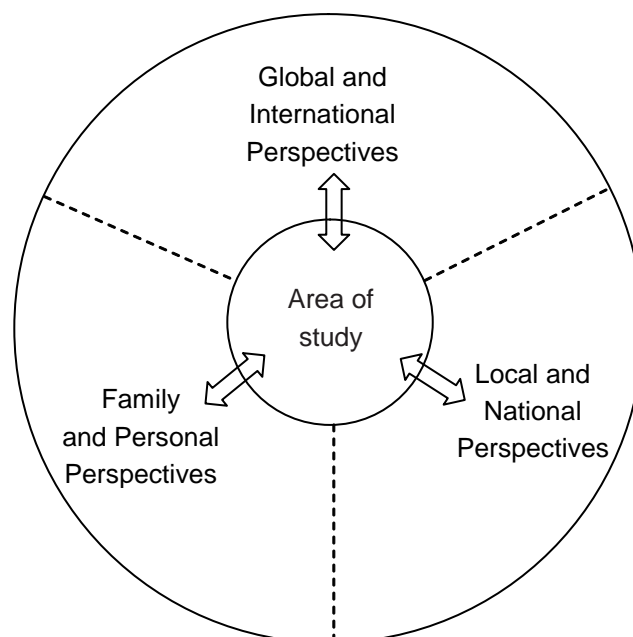 Global and
International
Perspectives
Area of
study
Family
and Personal
Perspectives
Local and
National
Perspectives